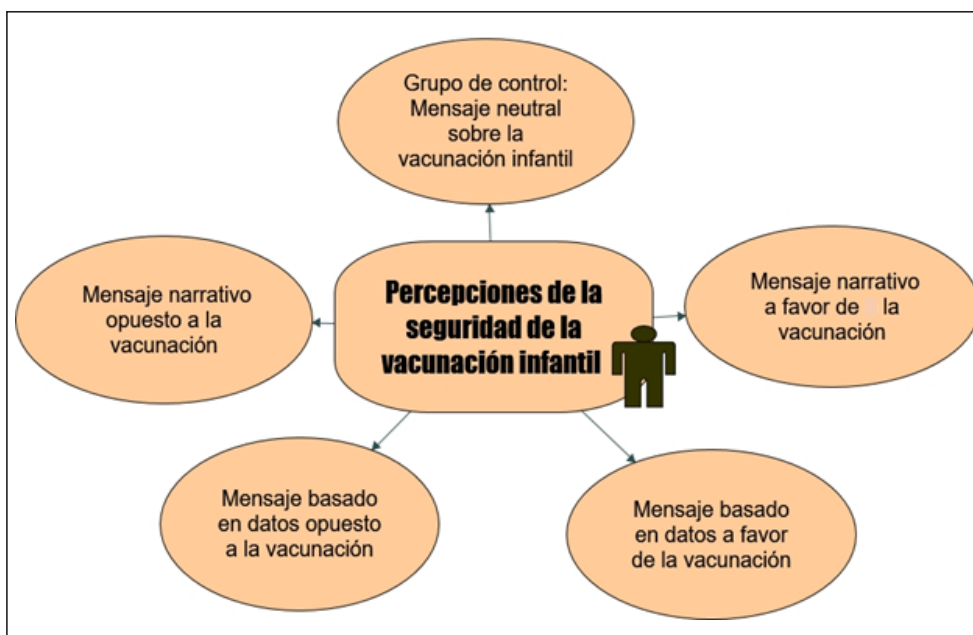 Grupo de control:
Mensaje neutral
sobre la
vacunación infantil
Mensaje narrativo
opuesto a la
vacunación
Percepciones de la
seguridad de la
vacunación infantil
Mensaje narrativo
a favor de la
vacunación
Mensaje basado
en datos opuesto
a la vacunación
Mensaje basado
en datos a favor
de la vacunación